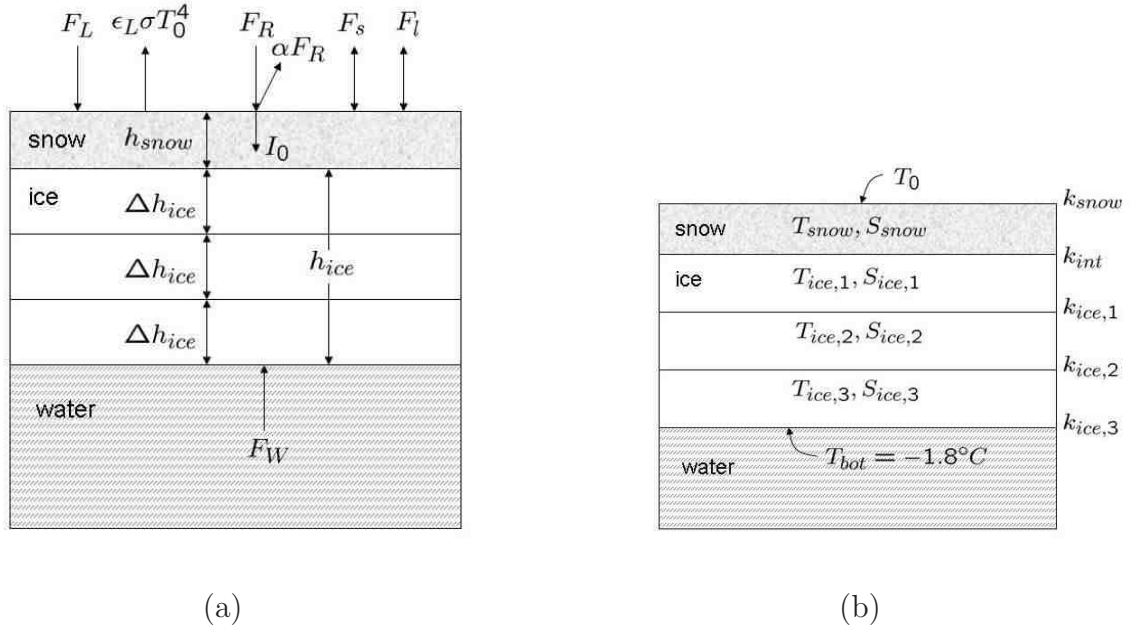 F_L ϵ_LσT_0^4 F_R F_s F_l
αF_R
snow h_snow I_0
ice Δh_ice
Δh_ice h_ice
Δh_ice
water
F_W
(a)
T_0
k_snow
snow T_snow, S_snow
k_int
ice T_ice,1, S_ice,1
k_ice,1
T_ice,2, S_ice,2
k_ice,2
T_ice,3, S_ice,3
k_ice,3
water T_bot = −1.8°C
(b)